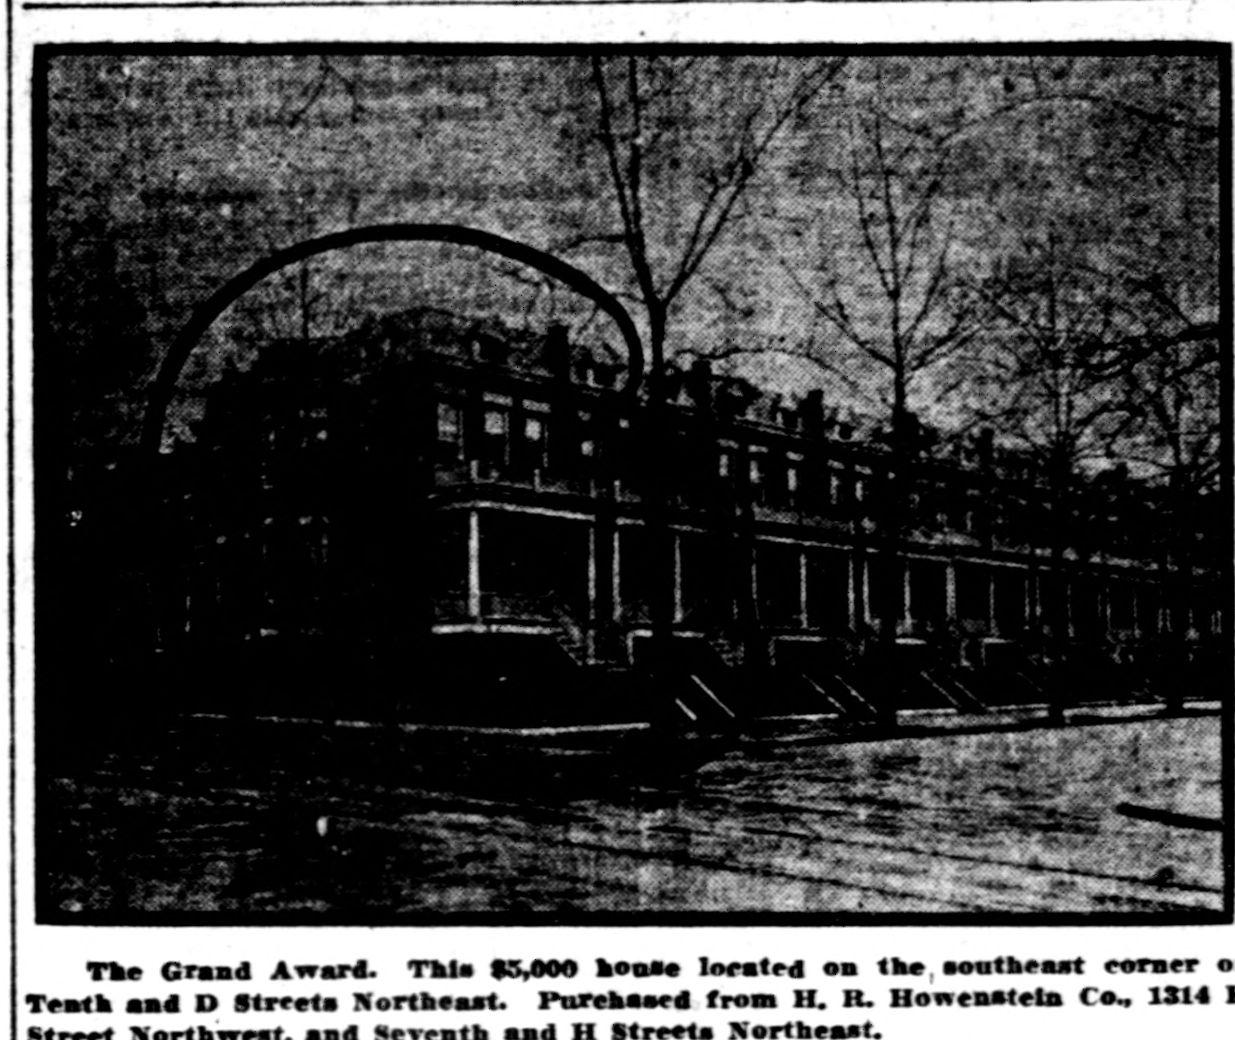 The Grand Award. This $5,000 house located on the southeast corner o
Tenth and D Streets Northeast. Purchased from H. R. Howenstein Co., 1314
Street Northwest, and Seventh and H Streets Northeast.